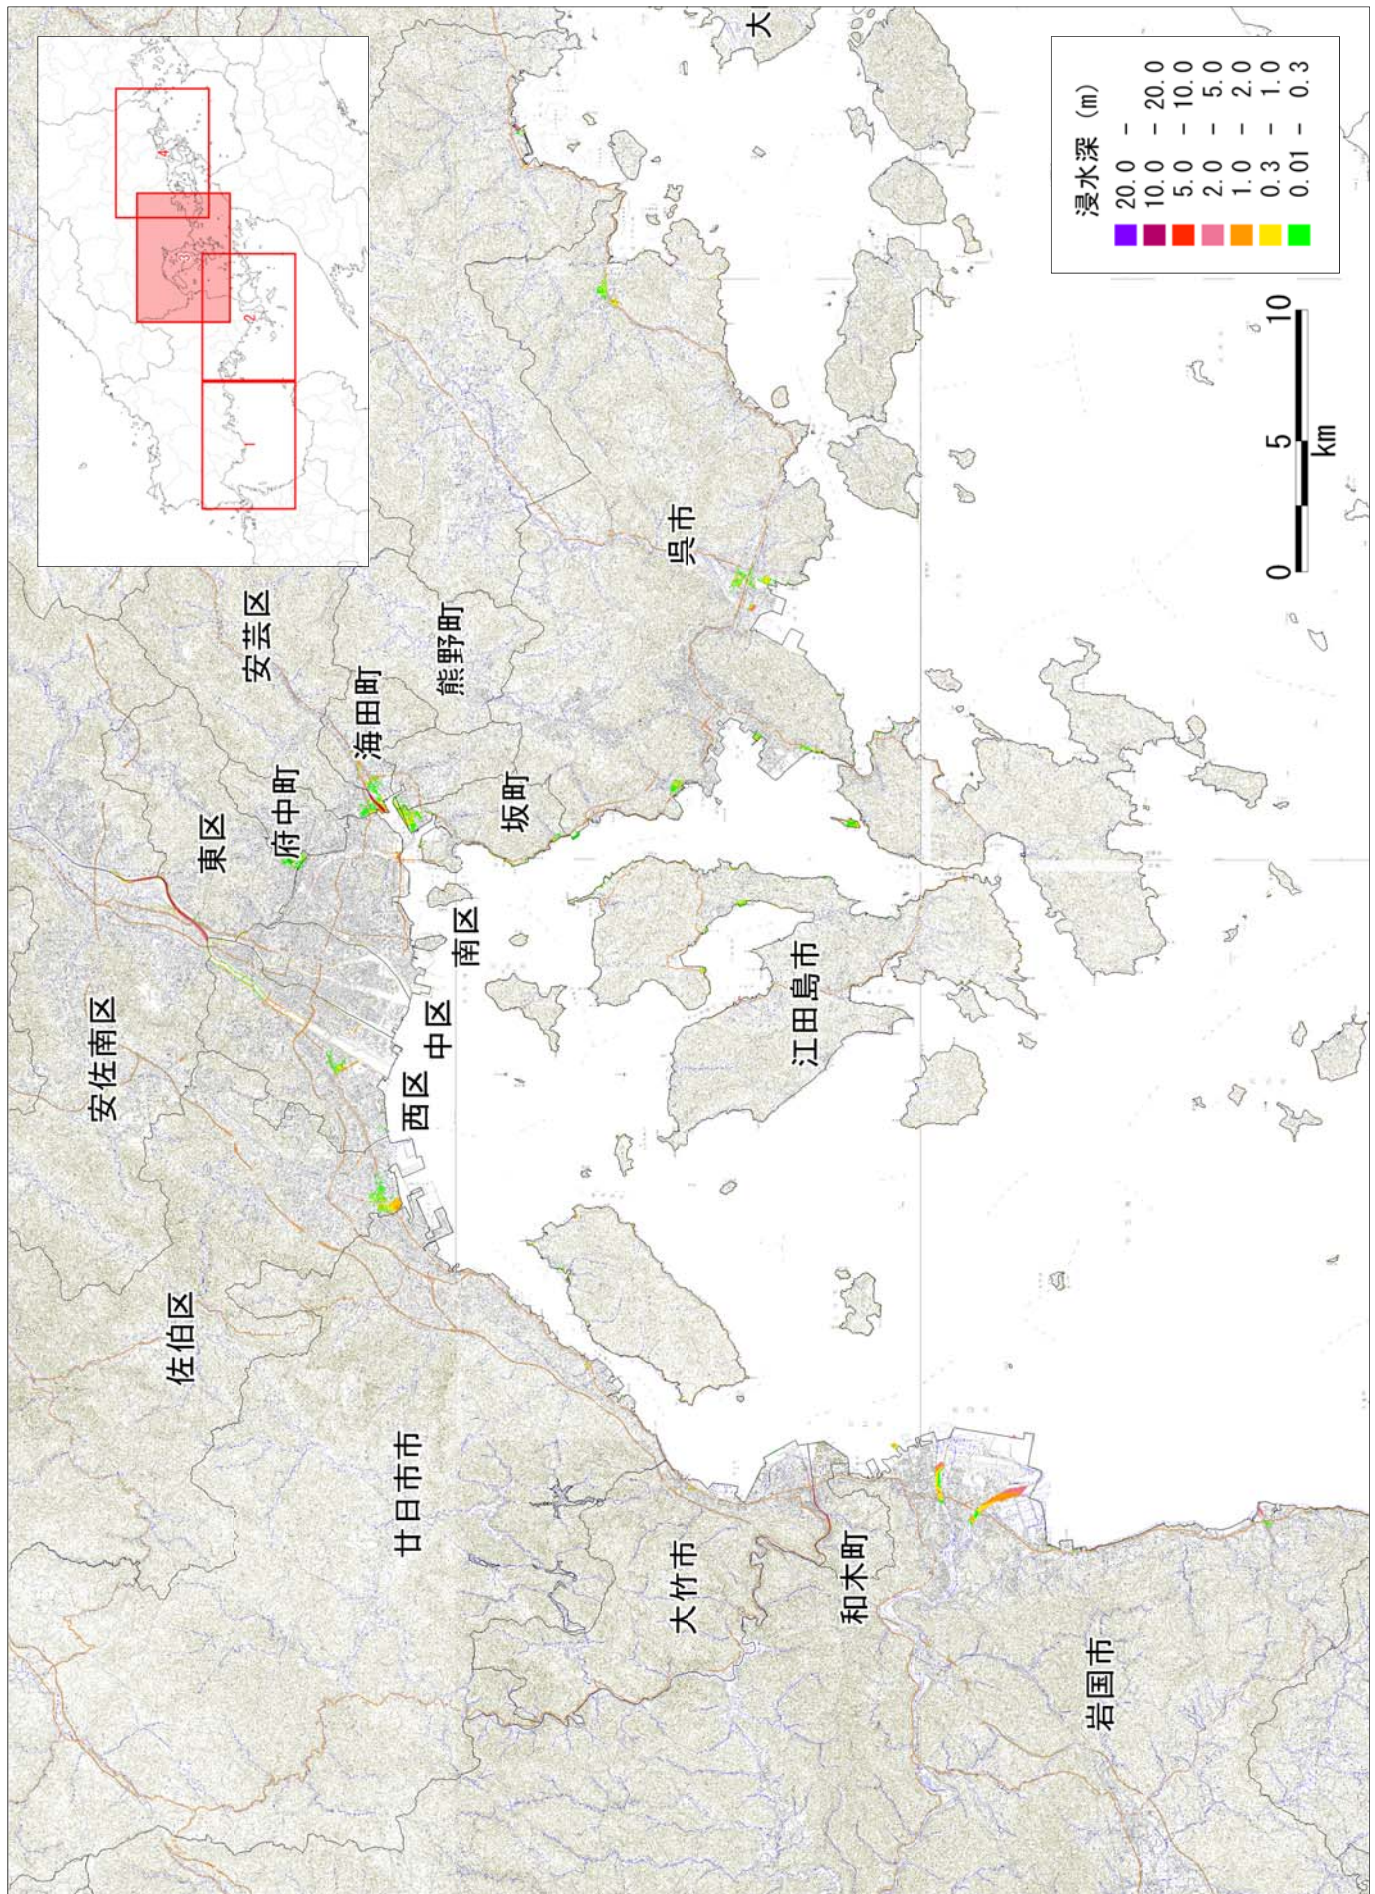 浸水深 (m)
20.0 －
10.0 － 20.0
5.0 － 10.0
2.0 － 5.0
1.0 － 2.0
0.3 － 1.0
0.01 － 0.3
1
2
3
4
安佐南区
東区
安芸区
府中町
海田町
熊野町
佐伯区
西区
中区
南区
坂町
呉市
廿日市市
江田島市
大竹市
和木町
岩国市
大
0 5 10
km